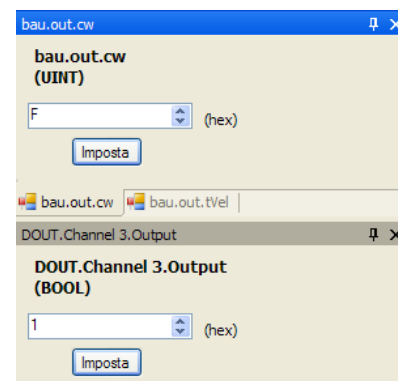 bau.out.cw
bau.out.cw
(UINT)
F (hex)
Imposta
bau.out.cw bau.out.tVel
DOUT.Channel 3.Output
DOUT.Channel 3.Output
(BOOL)
1 (hex)
Imposta